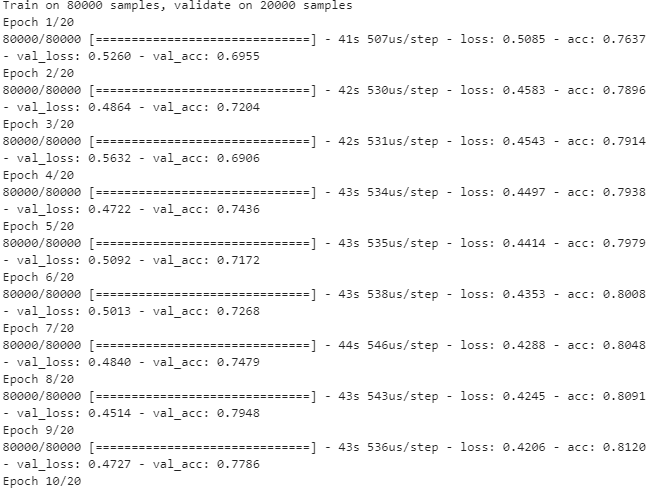 Train on 80000 samples, validate on 20000 samples
Epoch 1/20
80000/80000 [==============================] - 41s 507us/step - loss: 0.5085 - acc: 0.7637
- val_loss: 0.5260 - val_acc: 0.6955
Epoch 2/20
80000/80000 [==============================] - 42s 530us/step - loss: 0.4583 - acc: 0.7896
- val_loss: 0.4864 - val_acc: 0.7204
Epoch 3/20
80000/80000 [==============================] - 42s 531us/step - loss: 0.4543 - acc: 0.7914
- val_loss: 0.5632 - val_acc: 0.6906
Epoch 4/20
80000/80000 [==============================] - 43s 534us/step - loss: 0.4497 - acc: 0.7938
- val_loss: 0.4722 - val_acc: 0.7436
Epoch 5/20
80000/80000 [==============================] - 43s 535us/step - loss: 0.4414 - acc: 0.7979
- val_loss: 0.5092 - val_acc: 0.7172
Epoch 6/20
80000/80000 [==============================] - 43s 538us/step - loss: 0.4353 - acc: 0.8008
- val_loss: 0.5013 - val_acc: 0.7268
Epoch 7/20
80000/80000 [==============================] - 44s 546us/step - loss: 0.4288 - acc: 0.8048
- val_loss: 0.4840 - val_acc: 0.7479
Epoch 8/20
80000/80000 [==============================] - 43s 543us/step - loss: 0.4245 - acc: 0.8091
- val_loss: 0.4514 - val_acc: 0.7948
Epoch 9/20
80000/80000 [==============================] - 43s 536us/step - loss: 0.4206 - acc: 0.8120
- val_loss: 0.4727 - val_acc: 0.7786
Epoch 10/20